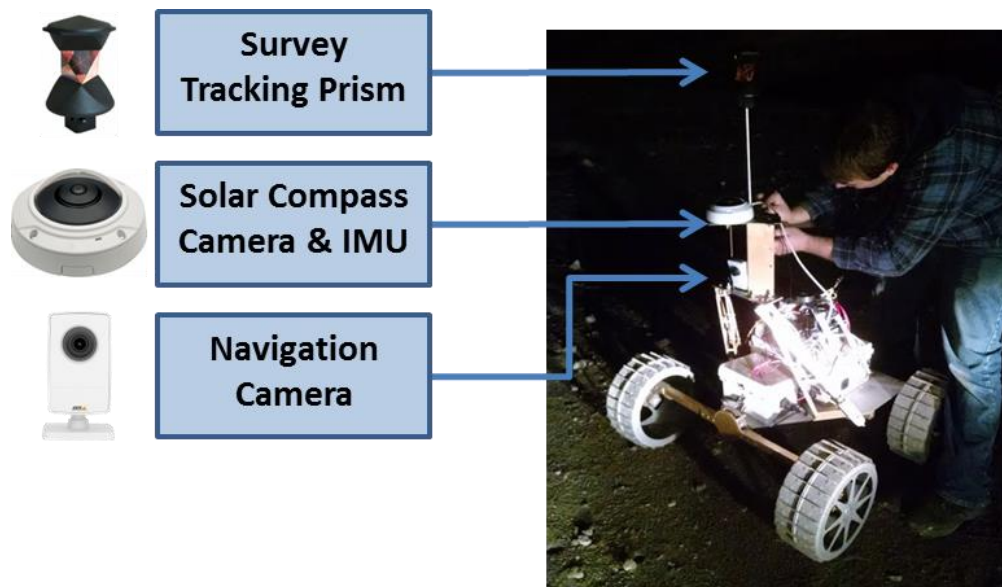 Survey
Tracking Prism
Solar Compass
Camera & IMU
Navigation
Camera